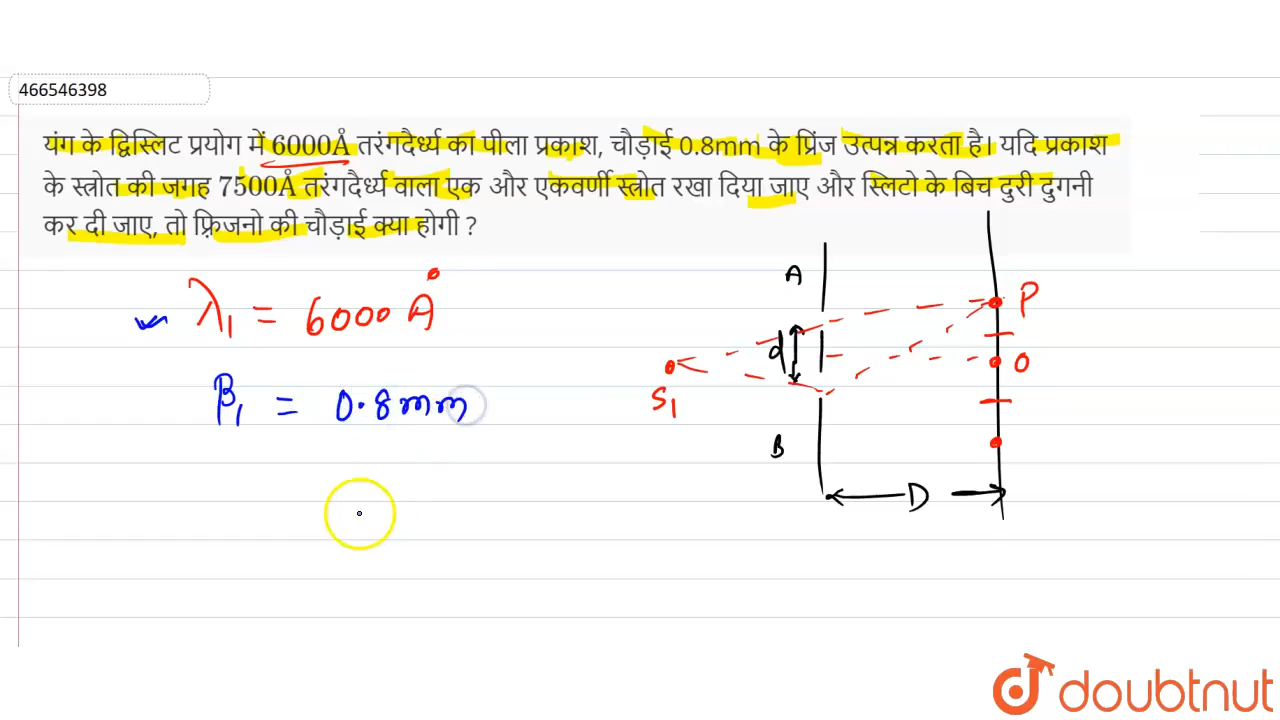 466546398
यंग के द्विस्लिट प्रयोग में 6000Å तरंगदैर्ध्य का पीला प्रकाश, चौड़ाई 0.8mm के प्रिंज उत्पन्न करता है। यदि प्रकाश
के स्त्रोत की जगह 7500Å तरंगदैर्ध्य वाला एक और एकवर्णी स्त्रोत रखा दिया जाए और स्लिटो के बिच दुरी दुगनी
कर दी जाए, तो फ़्रिजनो की चौड़ाई क्या होगी ?
A
λ₁ = 6000 Å
P
d
O
S₁
β₁ = 0.8mm
B
D
doubtnut